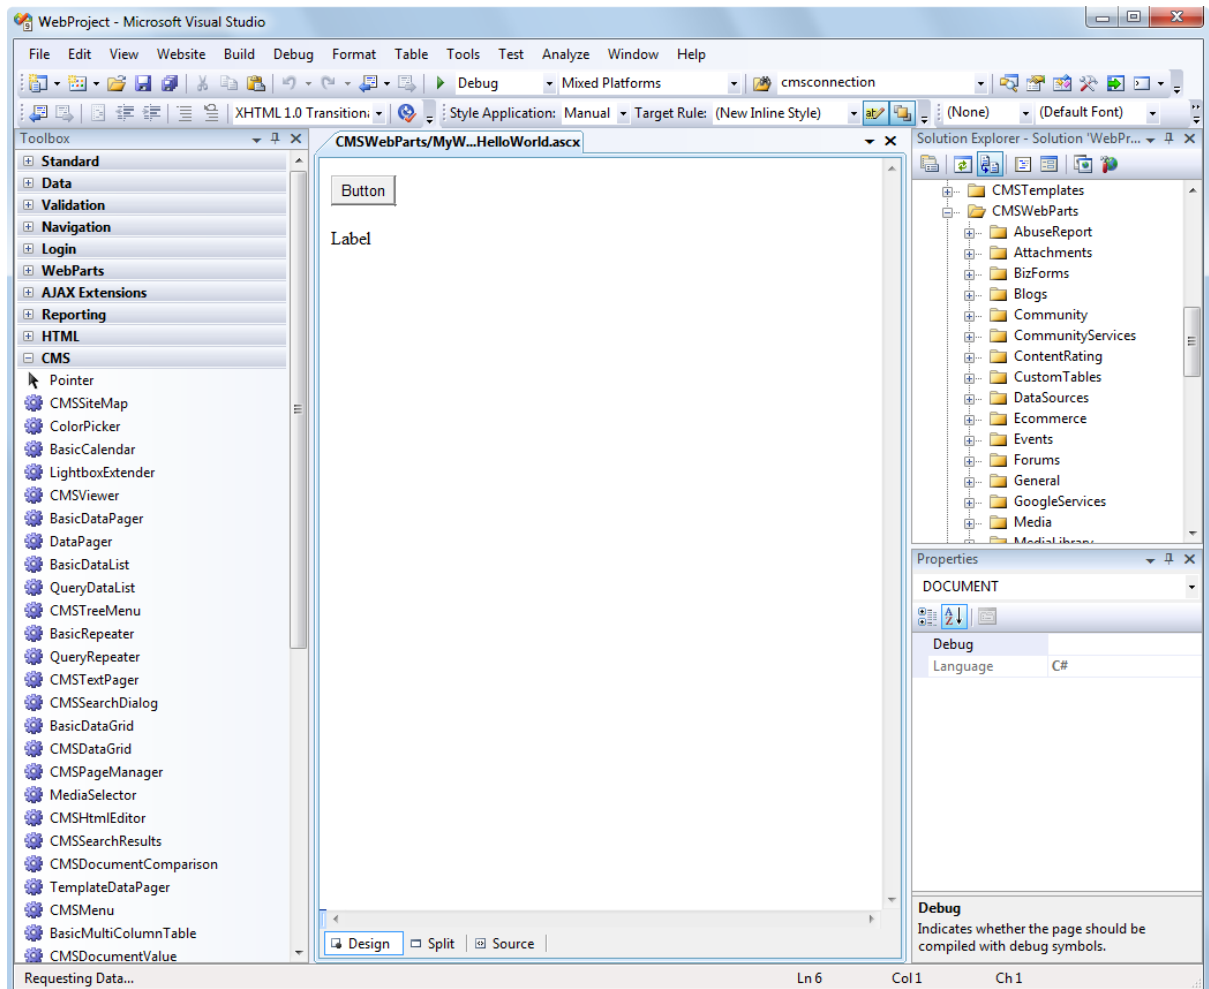 WebProject - Microsoft Visual Studio
File Edit View Website Build Debug Format Table Tools Test Analyze Window Help
Debug Mixed Platforms cmsconnection
XHTML 1.0 Transition: Style Application: Manual Target Rule: (New Inline Style) (None) (Default Font)
Toolbox
Standard
Data
Validation
Navigation
Login
WebParts
AJAX Extensions
Reporting
HTML
CMS
Pointer
CMSSiteMap
ColorPicker
BasicCalendar
LightboxExtender
CMSViewer
BasicDataPager
DataPager
BasicDataList
QueryDataList
CMSTreeMenu
BasicRepeater
QueryRepeater
CMSTextPager
CMSSearchDialog
BasicDataGrid
CMSDataGrid
CMSPageManager
MediaSelector
CMSHtmlEditor
CMSSearchResults
CMSDocumentComparison
TemplateDataPager
CMSMenu
BasicMultiColumnTable
CMSDocumentValue
CMSWebParts/MyW...HelloWorld.ascx
Button
Label
Design Split Source
Solution Explorer - Solution 'WebPr...
CMSTemplates
CMSWebParts
AbuseReport
Attachments
BizForms
Blogs
Community
CommunityServices
ContentRating
CustomTables
DataSources
Ecommerce
Events
Forums
General
GoogleServices
Media
MediaLibrary
Properties
DOCUMENT
Debug
Language C#
Debug
Indicates whether the page should be
compiled with debug symbols.
Requesting Data... Ln 6 Col 1 Ch 1